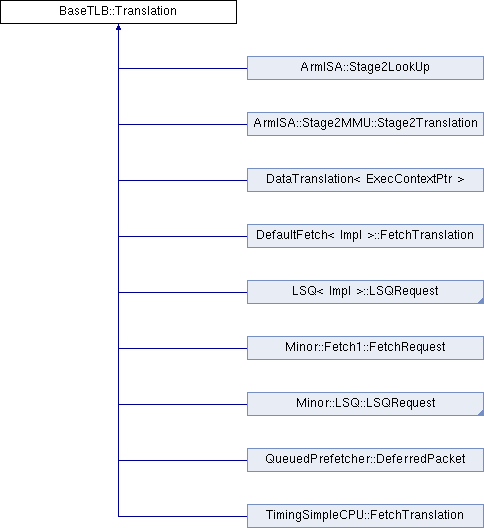 BaseTLB::Translation
ArmISA::Stage2LookUp
ArmISA::Stage2MMU::Stage2Translation
DataTranslation< ExecContextPtr >
DefaultFetch< Impl >::FetchTranslation
LSQ< Impl >::LSQRequest
Minor::Fetch1::FetchRequest
Minor::LSQ::LSQRequest
QueuedPrefetcher::DeferredPacket
TimingSimpleCPU::FetchTranslation